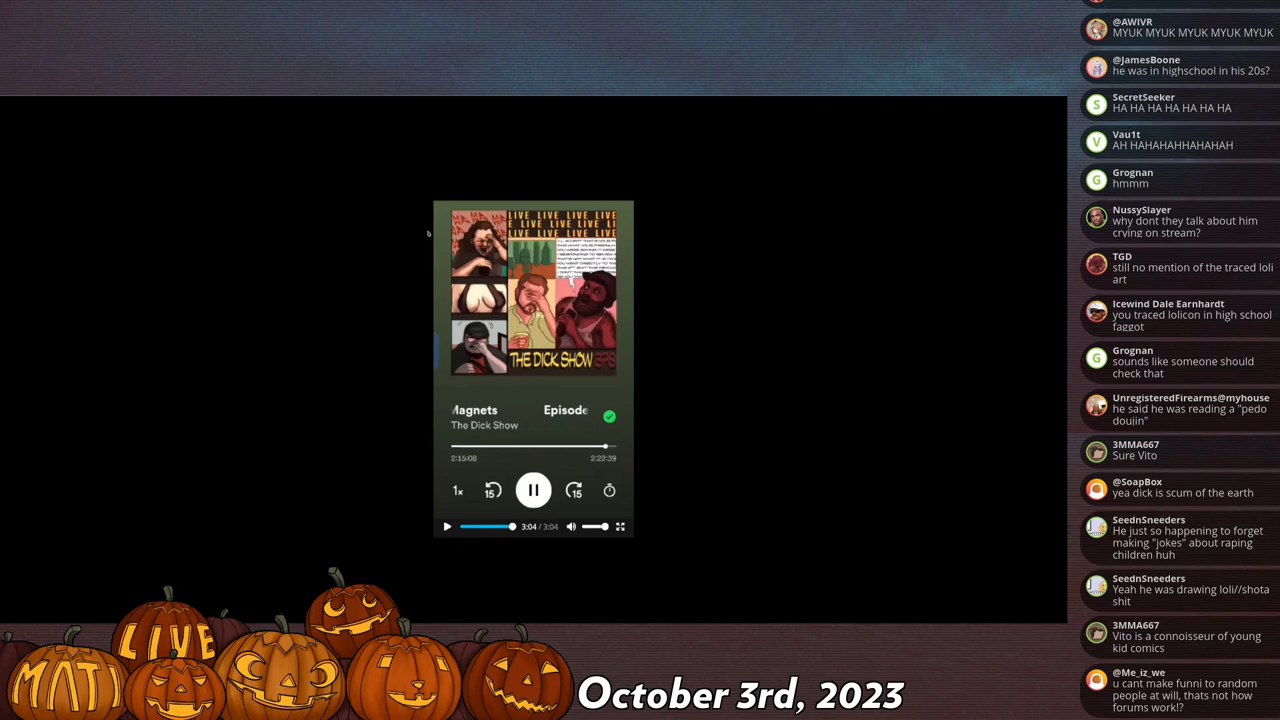 HA HA HA
LIVE LIVE LIVE LIVE
E LIVE LIVE LIVE
LIVE LIVE LIVE LIVE
THE DICK SHOW
Magnets Episode
The Dick Show
2:15:08 2:22:39
1x 15 15
3:04 / 3:04
LIVE
MATI
October 3rd, 2023
@AWIVR
MYUK MYUK MYUK MYUK MYUK
@JamesBoone
he was in highschool in his 20s?
SecretSeeker
HA HA HA HA HA HA HA
Vau1t
AH HAHAHAHHAHAHAH
Grognan
hmmm
NussySlayer
Why dont they talk about him
crying on stream?
TGD
still no mention of the traced inf
art
Icewind Dale Earnhardt
you traced lolicon in high school
faggot
Grognan
sounds like someone should
check that
UnregisteredFirearms@myhouse
he said he was reading a "pedo
doujin"
3MMA667
Sure Vito
@SoapBox
yea dick is scum of the earth
SeednSneeders
He just so happening to forget
making "jokes" about raping
children huh
SeednSneeders
Yeah he was drawing loli/shota
shit
3MMA667
Vito is a connoisseur of young
kid comics
@Me_iz_we
u cant make funni to random
people at will, thats not how
forums work!?